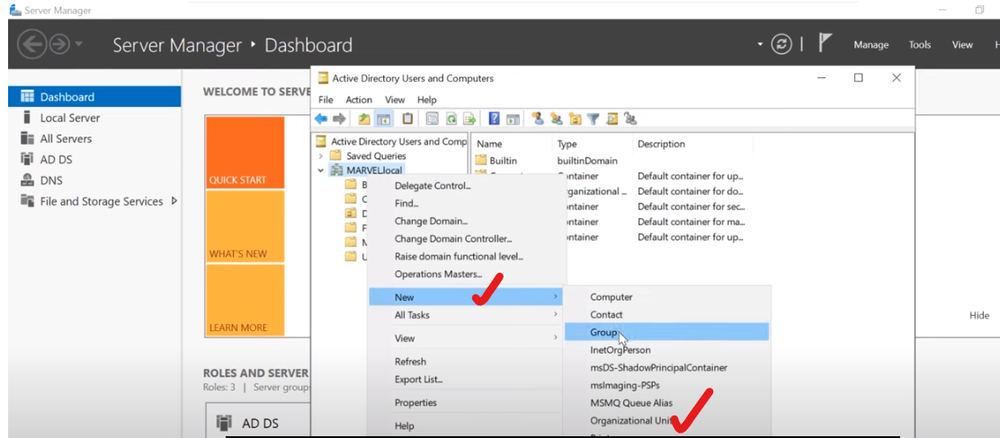 Server Manager
Server Manager ‣ Dashboard
Manage Tools View
Dashboard
Local Server
All Servers
AD DS
DNS
File and Storage Services
WELCOME TO SERVE
QUICK START
WHAT'S NEW
LEARN MORE
Hide
ROLES AND SERVER
Roles: 3 | Server group
AD DS
Active Directory Users and Computers
File Action View Help
Active Directory Users and Comp
Saved Queries
MARVEL.local
B
C
D
F
M
U
Name Type Description
Builtin builtinDomain
ontainer Default container for up...
rganizational ... Default container for do...
ontainer Default container for sec...
ontainer Default container for ma...
ontainer Default container for up...
Delegate Control...
Find...
Change Domain...
Change Domain Controller...
Raise domain functional level...
Operations Masters...
New
All Tasks
View
Refresh
Export List...
Properties
Help
Computer
Contact
Group
InetOrgPerson
msDS-ShadowPrincipalContainer
msImaging-PSPs
MSMQ Queue Alias
Organizational Unit